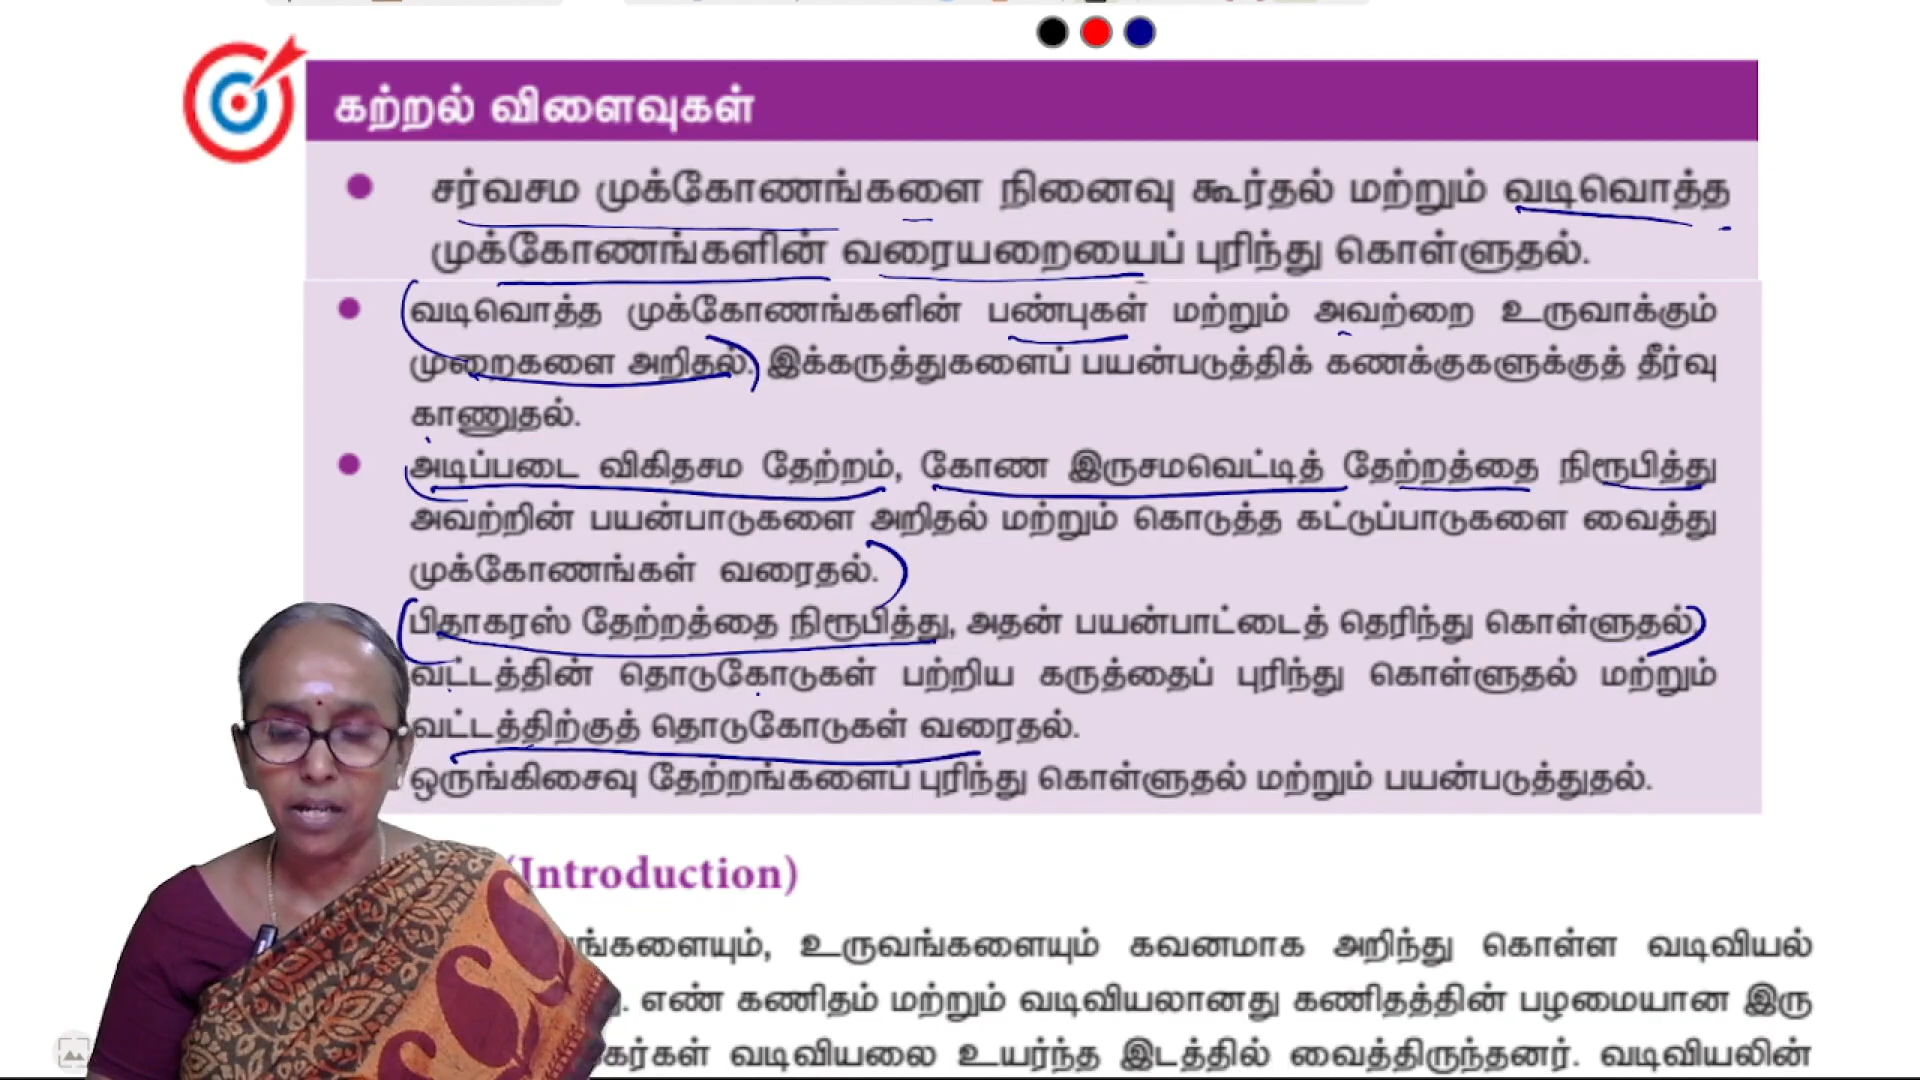 கற்றல் விளைவுகள்
சர்வசம முக்கோணங்களை நினைவு கூர்தல் மற்றும் வடிவொத்த
முக்கோணங்களின் வரையறையைப் புரிந்து கொள்ளுதல்.
வடிவொத்த முக்கோணங்களின் பண்புகள் மற்றும் அவற்றை உருவாக்கும்
முறைகளை அறிதல். இக்கருத்துகளைப் பயன்படுத்திக் கணக்குகளுக்குத் தீர்வு
காணுதல்.
அடிப்படை விகிதசம தேற்றம், கோண இருசமவெட்டித் தேற்றத்தை நிரூபித்து
அவற்றின் பயன்பாடுகளை அறிதல் மற்றும் கொடுத்த கட்டுப்பாடுகளை வைத்து
முக்கோணங்கள் வரைதல்.
பிதாகரஸ் தேற்றத்தை நிரூபித்து, அதன் பயன்பாட்டைத் தெரிந்து கொள்ளுதல்.
வட்டத்தின் தொடுகோடுகள் பற்றிய கருத்தைப் புரிந்து கொள்ளுதல் மற்றும்
வட்டத்திற்குத் தொடுகோடுகள் வரைதல்.
ஒருங்கிசைவு தேற்றங்களைப் புரிந்து கொள்ளுதல் மற்றும் பயன்படுத்துதல்.
(Introduction)
உருவங்களையும் கவனமாக அறிந்து கொள்ள வடிவியல்
எண் கணிதம் மற்றும் வடிவியலானது கணிதத்தின் பழமையான இரு
வடிவியலை உயர்ந்த இடத்தில் வைத்திருந்தனர். வடிவியலின்